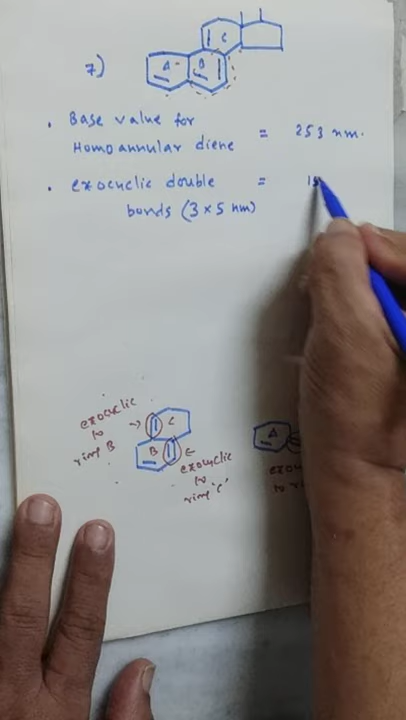 7)
A
B
C
. Base value for
Homoannular diene = 253 nm.
. exocyclic double = 15
bonds (3 x 5 nm)
exocyclic
to
ring B
C
B
exocyclic
to
ring 'c'
A